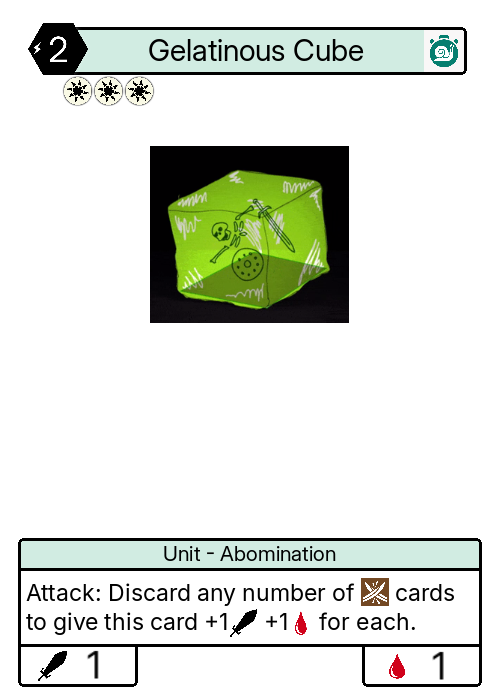 2 Gelatinous Cube
Unit - Abomination
Attack: Discard any number of cards
to give this card +1 +1 for each.
1 1